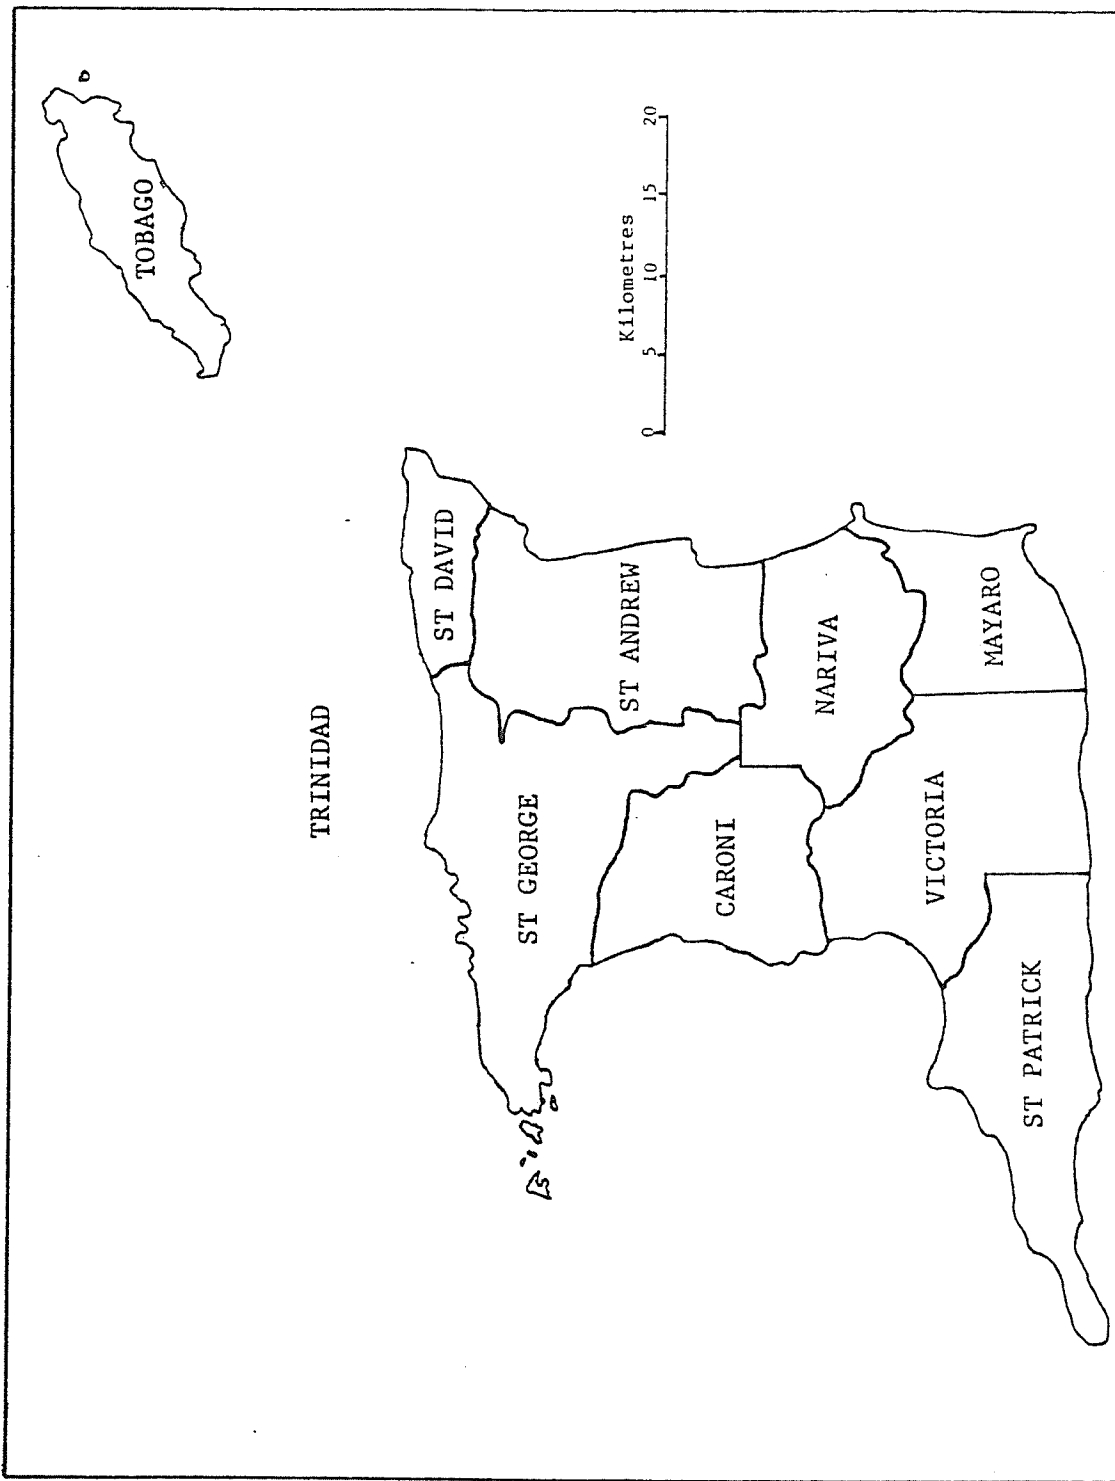 TOBAGO
TRINIDAD
Kilometres
0 5 10 15 20
ST DAVID
ST GEORGE
ST ANDREW
CARONI
NARIVA
VICTORIA
MAYARO
ST PATRICK